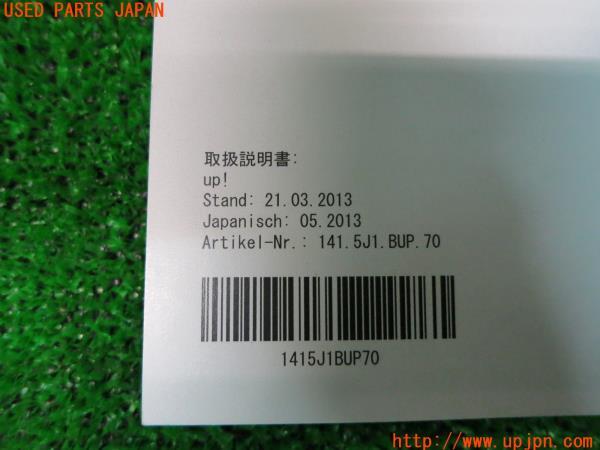 USED PARTS JAPAN
取扱説明書:
up!
Stand: 21.03.2013
Japanisch: 05.2013
Artikel-Nr.: 141.5J1.BUP.70
1415J1BUP70
http://www.upjpn.com